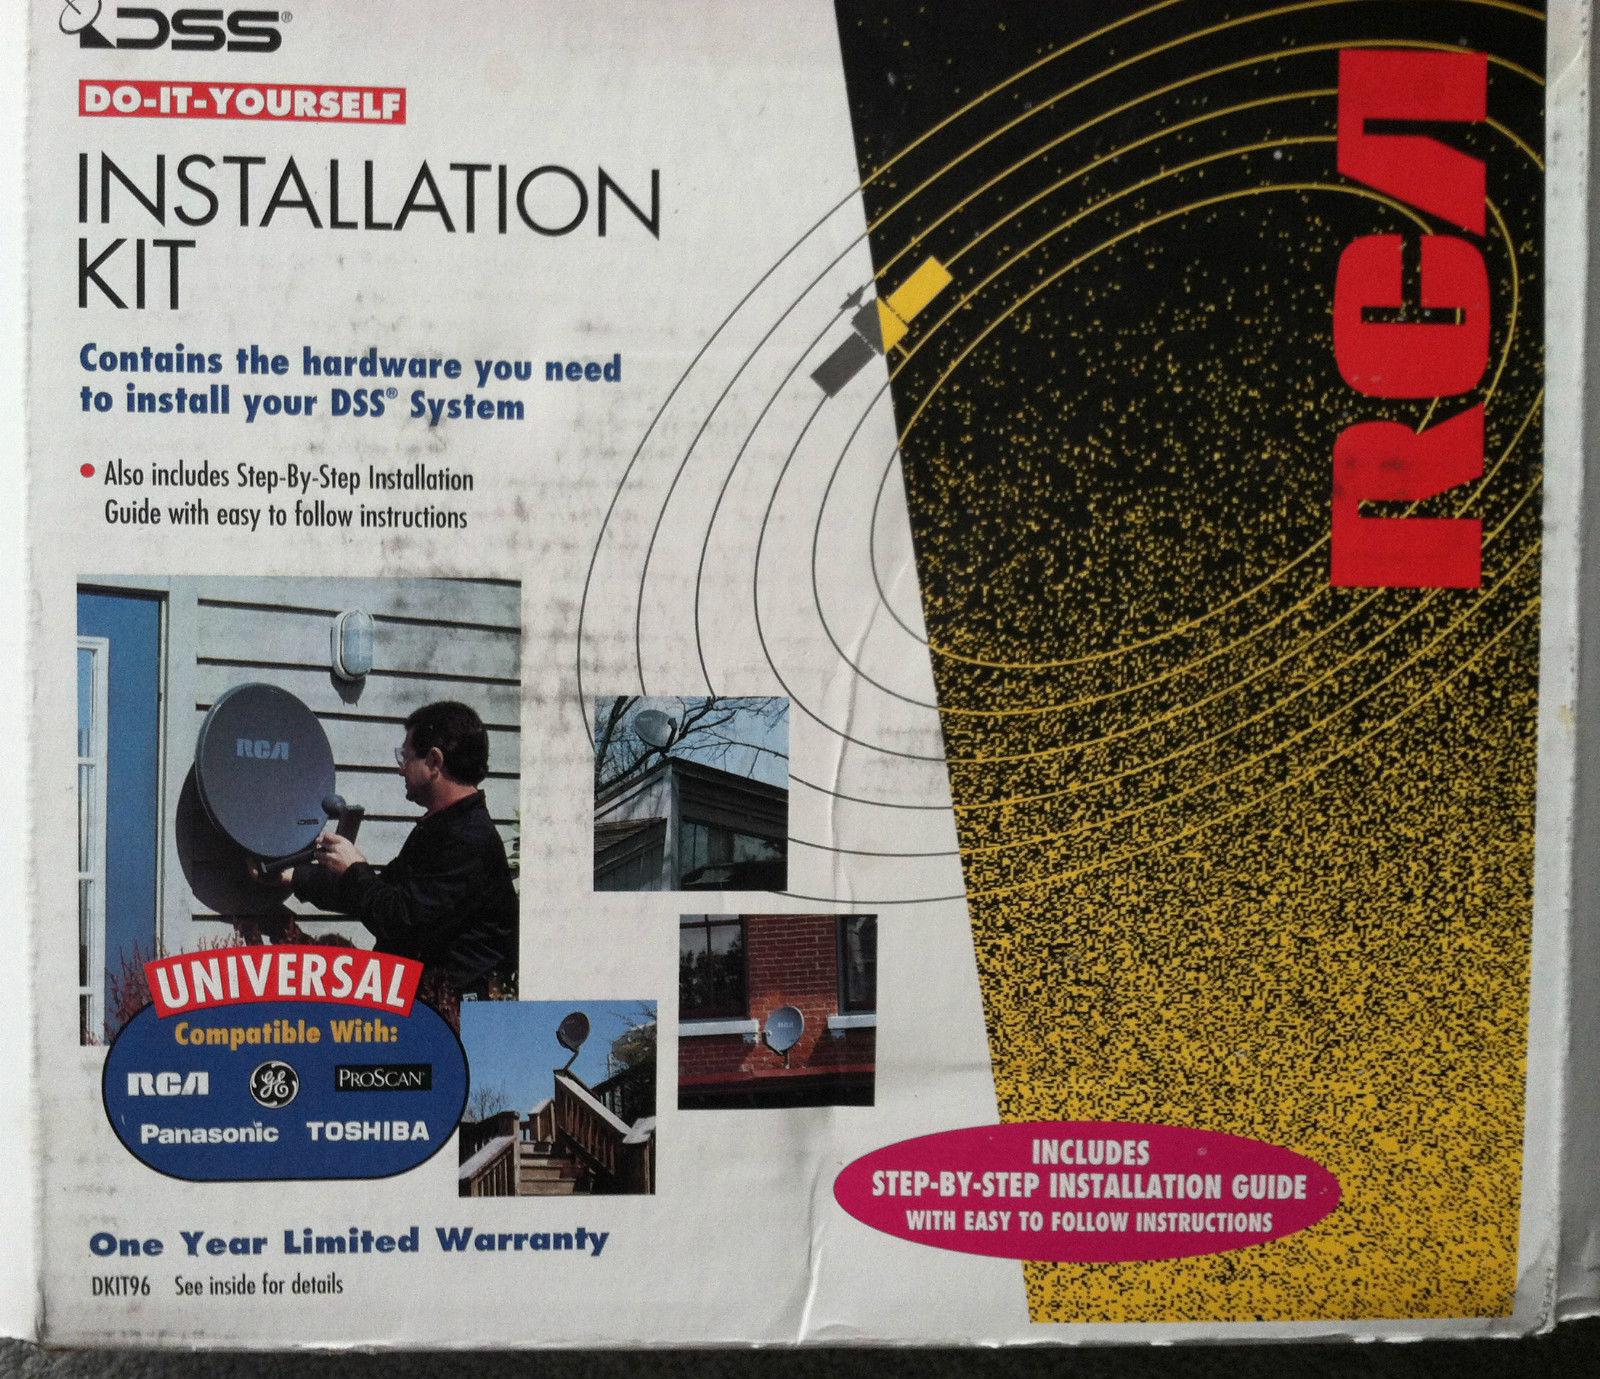 DSS®
DO-IT-YOURSELF
INSTALLATION
KIT
Contains the hardware you need
to install your DSS® System
• Also includes Step-By-Step Installation
Guide with easy to follow instructions
RCA
RCA
DSS
UNIVERSAL
Compatible With:
RCA GE PROSCAN
Panasonic TOSHIBA
INCLUDES
STEP-BY-STEP INSTALLATION GUIDE
WITH EASY TO FOLLOW INSTRUCTIONS
One Year Limited Warranty
DKIT96 See inside for details